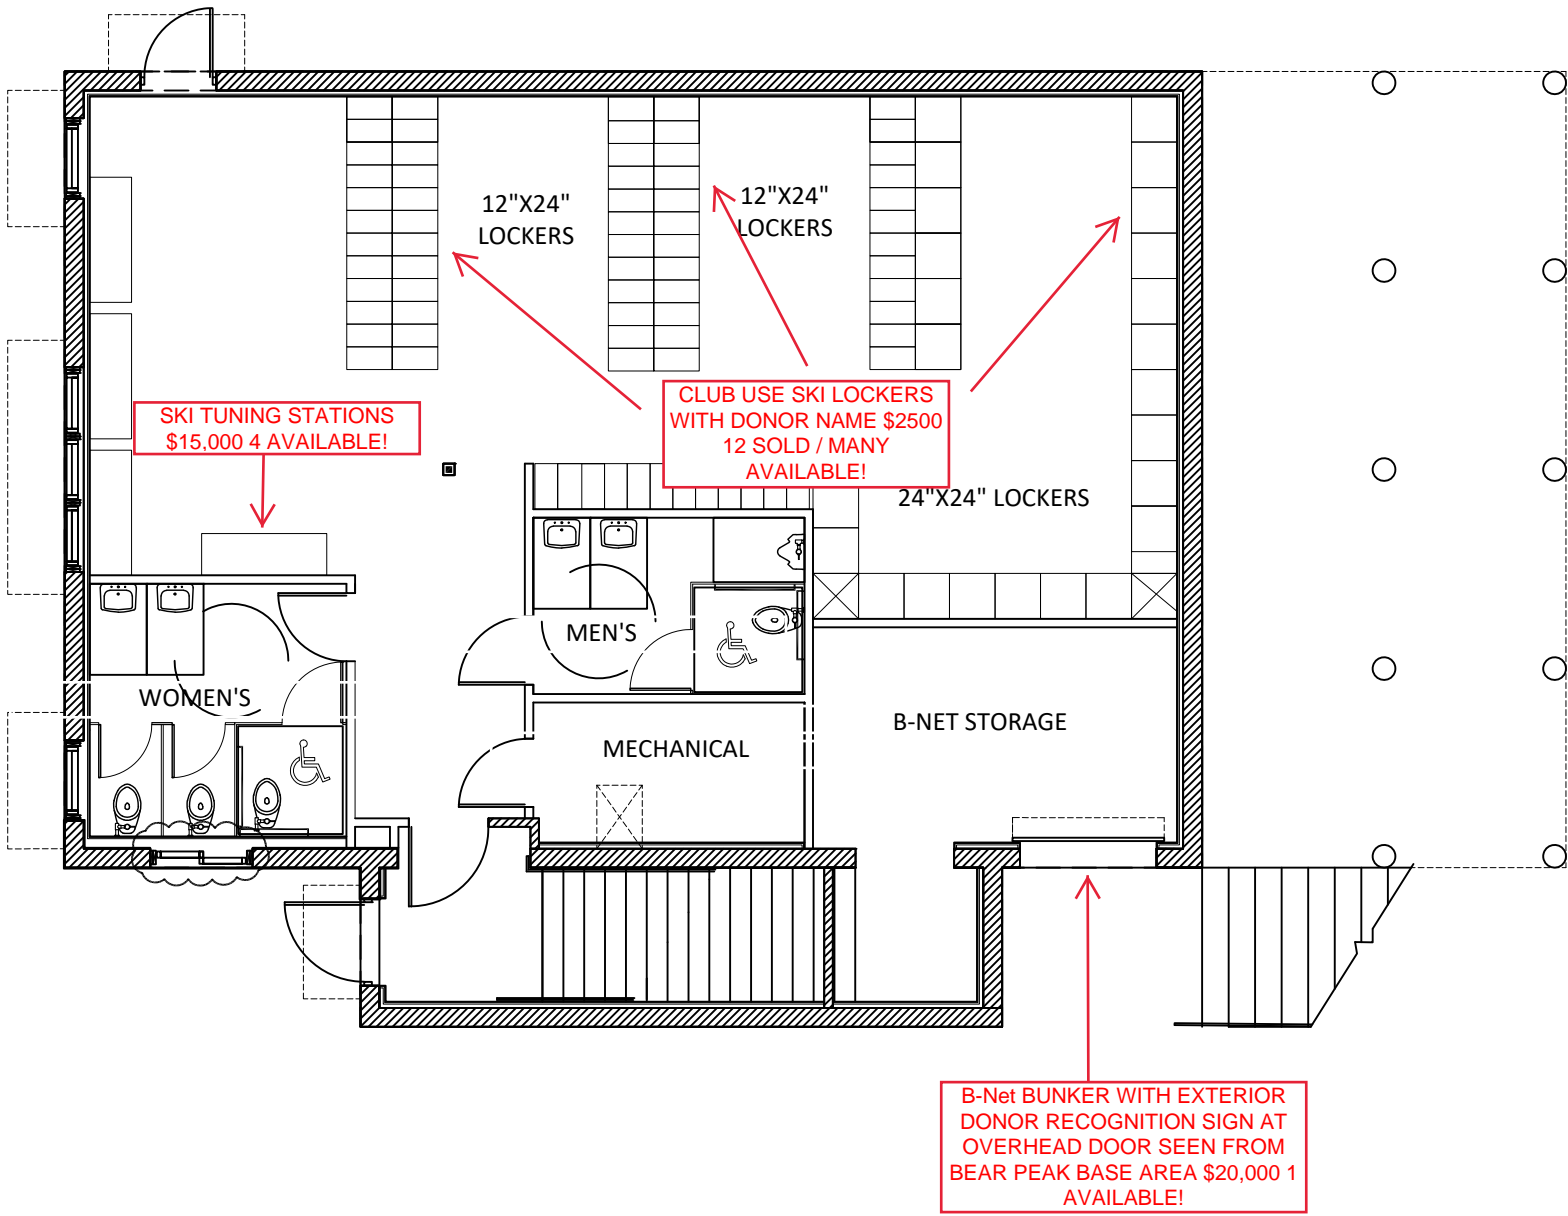 12"X24"
LOCKERS
12"X24"
LOCKERS
CLUB USE SKI LOCKERS
WITH DONOR NAME $2500
12 SOLD / MANY
AVAILABLE!
SKI TUNING STATIONS
$15,000 4 AVAILABLE!
24"X24" LOCKERS
MEN'S
WOMEN'S
B-NET STORAGE
MECHANICAL
B-Net BUNKER WITH EXTERIOR
DONOR RECOGNITION SIGN AT
OVERHEAD DOOR SEEN FROM
BEAR PEAK BASE AREA $20,000 1
AVAILABLE!